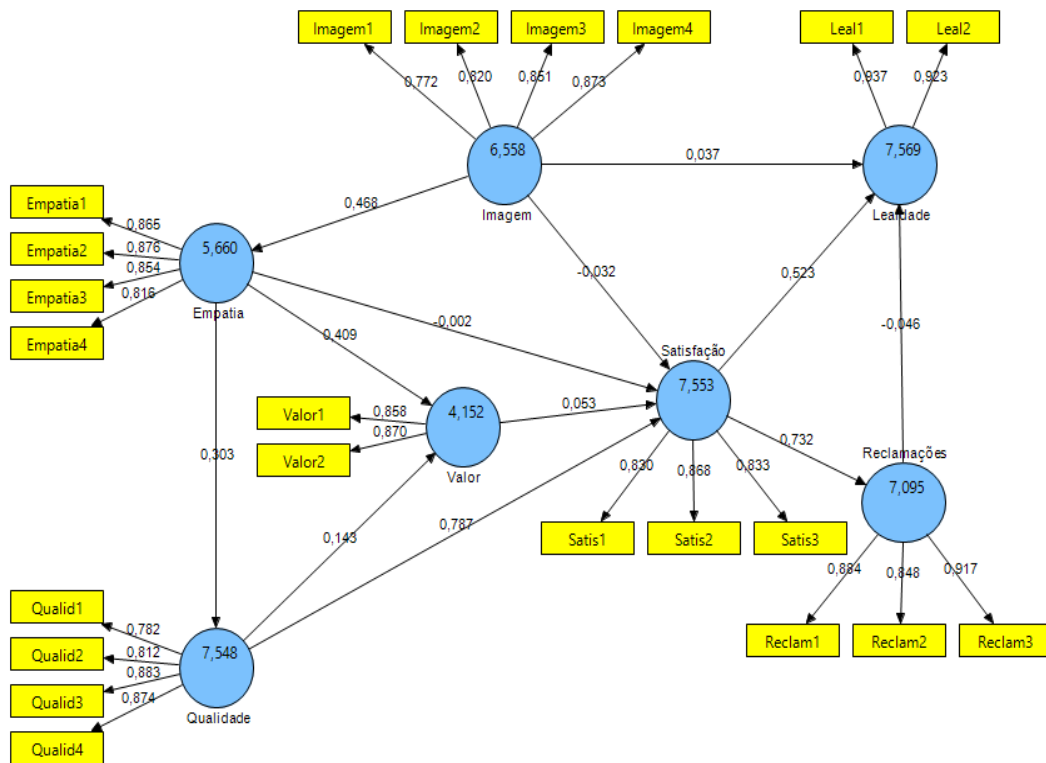 Imagem1
Imagem2
Imagem3
Imagem4
Leal1
Leal2
0,772
0,820
0,851
0,873
0,937
0,923
6,558
Imagem
7,569
Lealdade
0,037
0,468
-0,032
0,523
-0,046
Empatia1
Empatia2
Empatia3
Empatia4
0,865
0,876
0,854
0,816
5,660
Empatia
-0,002
0,409
0,303
Satisfação
7,553
Valor1
Valor2
0,858
0,870
4,152
Valor
0,053
0,732
0,830
0,868
0,833
Satis1
Satis2
Satis3
Reclamações
7,095
0,143
0,787
0,884
0,848
0,917
Reclam1
Reclam2
Reclam3
Qualid1
Qualid2
Qualid3
Qualid4
0,782
0,812
0,883
0,874
7,548
Qualidade